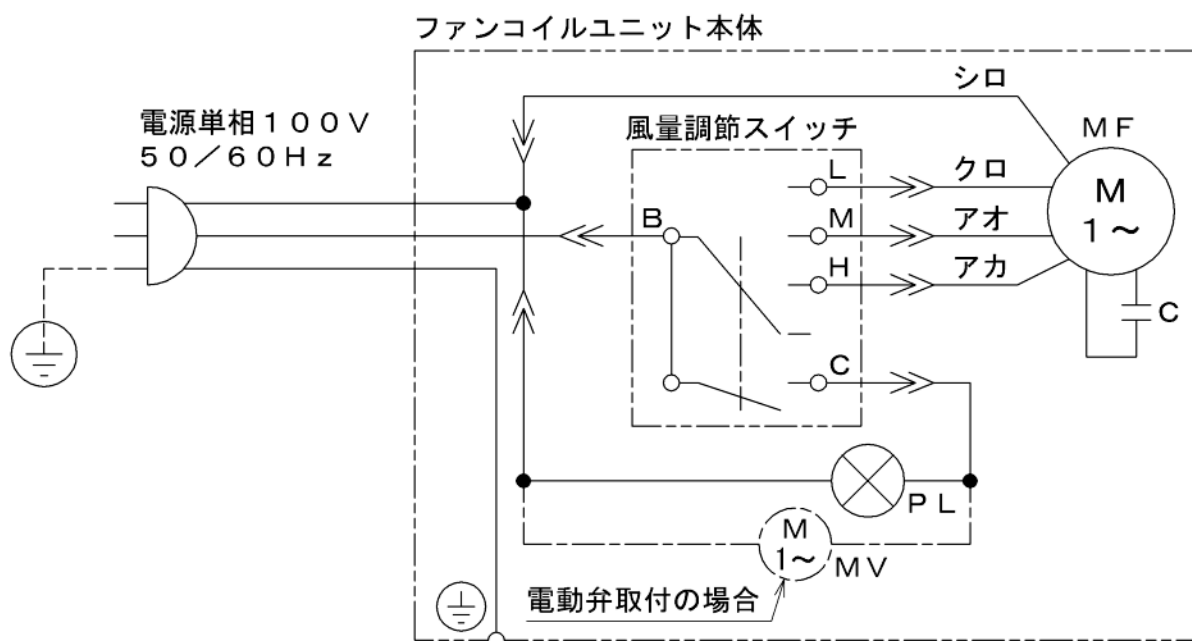 ファンコイルユニット本体
シロ
電源単相１００Ｖ
５０／６０Ｈｚ
風量調節スイッチ
ＭＦ
Ｌ
クロ
Ｍ
１～
Ｂ
Ｍ
アオ
Ｈ
アカ
Ｃ
Ｃ
ＰＬ
Ｍ
１～
ＭＶ
電動弁取付の場合